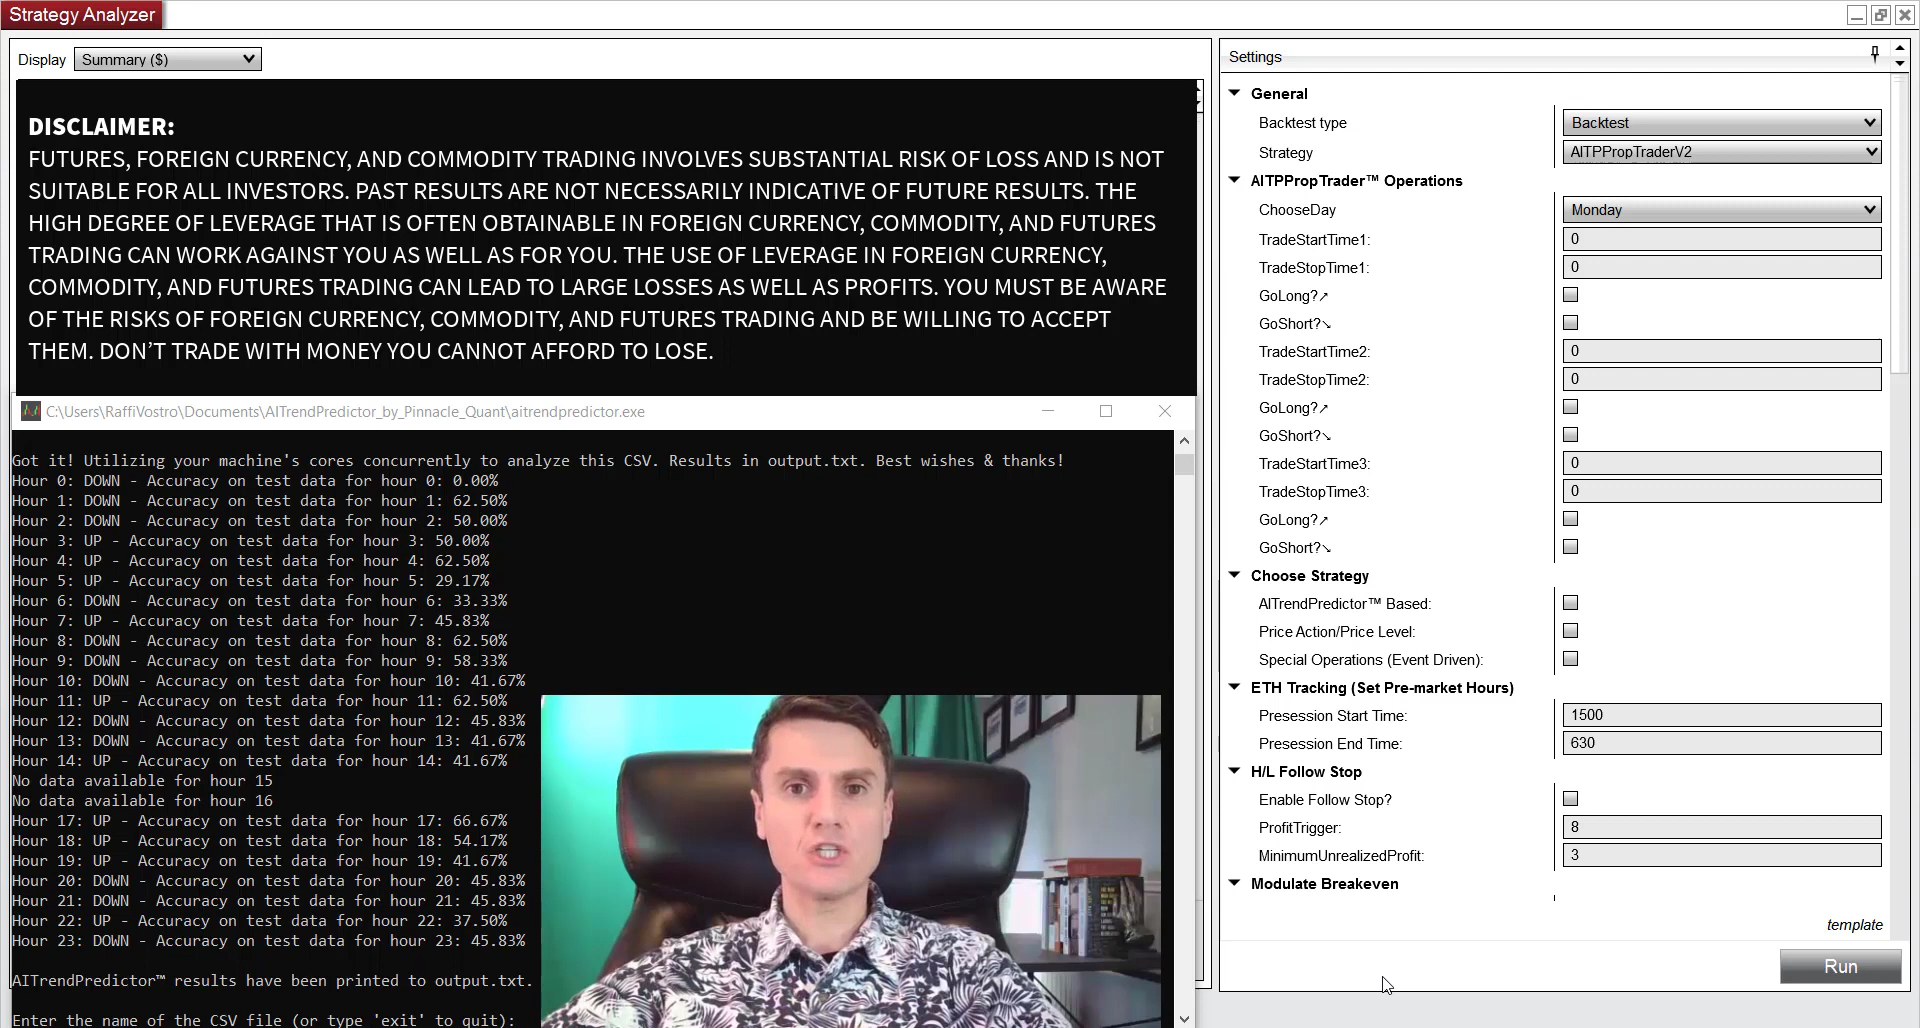 Strategy Analyzer
Display Summary ($)
DISCLAIMER:
FUTURES, FOREIGN CURRENCY, AND COMMODITY TRADING INVOLVES SUBSTANTIAL RISK OF LOSS AND IS NOT
SUITABLE FOR ALL INVESTORS. PAST RESULTS ARE NOT NECESSARILY INDICATIVE OF FUTURE RESULTS. THE
HIGH DEGREE OF LEVERAGE THAT IS OFTEN OBTAINABLE IN FOREIGN CURRENCY, COMMODITY, AND FUTURES
TRADING CAN WORK AGAINST YOU AS WELL AS FOR YOU. THE USE OF LEVERAGE IN FOREIGN CURRENCY,
COMMODITY, AND FUTURES TRADING CAN LEAD TO LARGE LOSSES AS WELL AS PROFITS. YOU MUST BE AWARE
OF THE RISKS OF FOREIGN CURRENCY, COMMODITY, AND FUTURES TRADING AND BE WILLING TO ACCEPT
THEM. DON’T TRADE WITH MONEY YOU CANNOT AFFORD TO LOSE.
C:\Users\RaffiVostro\Documents\AITrendPredictor_by_Pinnacle_Quant\aitrendpredictor.exe
Got it! Utilizing your machine's cores concurrently to analyze this CSV. Results in output.txt. Best wishes & thanks!
Hour 0: DOWN - Accuracy on test data for hour 0: 0.00%
Hour 1: DOWN - Accuracy on test data for hour 1: 62.50%
Hour 2: DOWN - Accuracy on test data for hour 2: 50.00%
Hour 3: UP - Accuracy on test data for hour 3: 50.00%
Hour 4: UP - Accuracy on test data for hour 4: 62.50%
Hour 5: UP - Accuracy on test data for hour 5: 29.17%
Hour 6: DOWN - Accuracy on test data for hour 6: 33.33%
Hour 7: UP - Accuracy on test data for hour 7: 45.83%
Hour 8: DOWN - Accuracy on test data for hour 8: 62.50%
Hour 9: DOWN - Accuracy on test data for hour 9: 58.33%
Hour 10: DOWN - Accuracy on test data for hour 10: 41.67%
Hour 11: UP - Accuracy on test data for hour 11: 62.50%
Hour 12: DOWN - Accuracy on test data for hour 12: 45.83%
Hour 13: DOWN - Accuracy on test data for hour 13: 41.67%
Hour 14: UP - Accuracy on test data for hour 14: 41.67%
No data available for hour 15
No data available for hour 16
Hour 17: UP - Accuracy on test data for hour 17: 66.67%
Hour 18: UP - Accuracy on test data for hour 18: 54.17%
Hour 19: UP - Accuracy on test data for hour 19: 41.67%
Hour 20: DOWN - Accuracy on test data for hour 20: 45.83%
Hour 21: DOWN - Accuracy on test data for hour 21: 45.83%
Hour 22: UP - Accuracy on test data for hour 22: 37.50%
Hour 23: DOWN - Accuracy on test data for hour 23: 45.83%
AITrendPredictor™ results have been printed to output.txt.
Enter the name of the CSV file (or type 'exit' to quit):
Settings
General
Backtest type Backtest
Strategy AITPPropTraderV2
AITPPropTrader™ Operations
ChooseDay Monday
TradeStartTime1: 0
TradeStopTime1: 0
GoLong?↗
GoShort?↘
TradeStartTime2: 0
TradeStopTime2: 0
GoLong?↗
GoShort?↘
TradeStartTime3: 0
TradeStopTime3: 0
GoLong?↗
GoShort?↘
Choose Strategy
AITrendPredictor™ Based:
Price Action/Price Level:
Special Operations (Event Driven):
ETH Tracking (Set Pre-market Hours)
Presession Start Time: 1500
Presession End Time: 630
H/L Follow Stop
Enable Follow Stop?
ProfitTrigger: 8
MinimumUnrealizedProfit: 3
Modulate Breakeven
template
Run